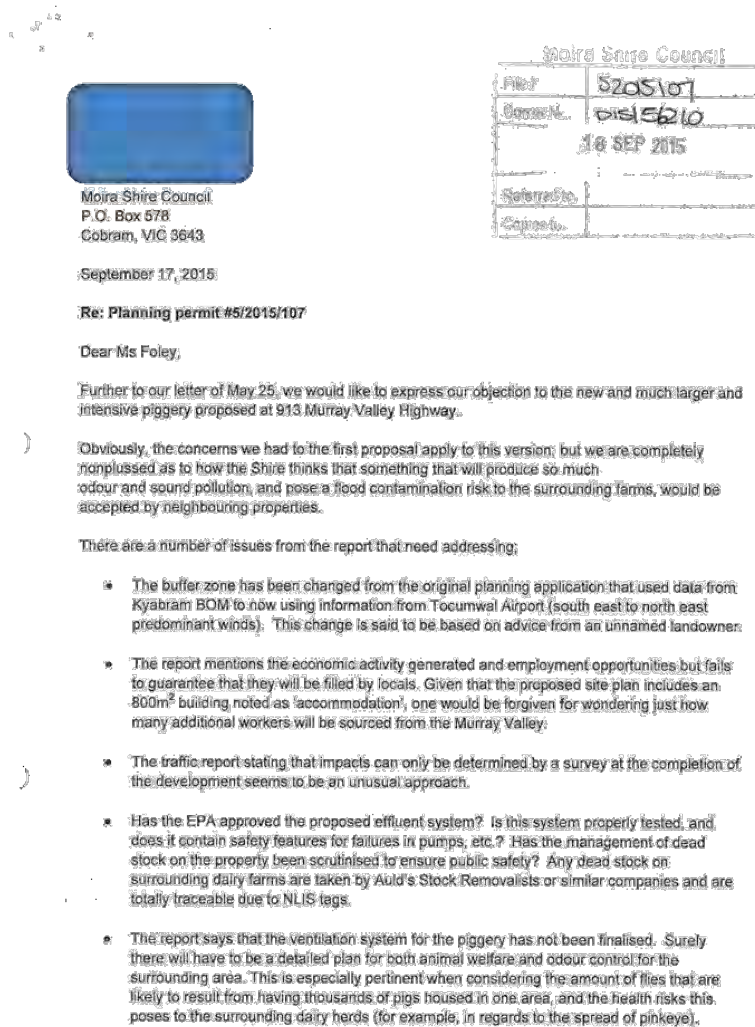 Moira Shire Council
File #
5205107
D15156210
18 SEP 2015
Moira Shire Council
P.O. Box 578
Cobram, VIC 3643
September 17, 2015
Re: Planning permit #5/2015/107
Dear Ms Foley,
Further to our letter of May 25, we would like to express our objection to the new and much larger and
intensive piggery proposed at 913 Murray Valley Highway.
Obviously, the concerns we had to the first proposal apply to this version, but we are completely
nonplussed as to how the Shire thinks that something that will produce so much
odour and sound pollution, and pose a flood contamination risk to the surrounding farms, would be
accepted by neighbouring properties.
There are a number of issues from the report that need addressing;
• The buffer zone has been changed from the original planning application that used data from
Kyabram BOM to now using information from Tocumwal Airport (south east to north east
predominant winds). This change is said to be based on advice from an unnamed landowner.
• The report mentions the economic activity generated and employment opportunities but fails
to guarantee that they will be filled by locals. Given that the proposed site plan includes an
800m² building noted as 'accommodation', one would be forgiven for wondering just how
many additional workers will be sourced from the Murray Valley.
• The traffic report stating that impacts can only be determined by a survey at the completion of
the development seems to be an unusual approach.
• Has the EPA approved the proposed effluent system? Is this system properly tested, and
does it contain safety features for failures in pumps, etc.? Has the management of dead
stock on the property been scrutinised to ensure public safety? Any dead stock on
surrounding dairy farms are taken by Auld's Stock Removalists or similar companies and are
totally traceable due to NLIS tags.
• The report says that the ventilation system for the piggery has not been finalised. Surely
there will have to be a detailed plan for both animal welfare and odour control for the
surrounding area. This is especially pertinent when considering the amount of flies that are
likely to result from having thousands of pigs housed in one area, and the health risks this
poses to the surrounding dairy herds (for example, in regards to the spread of pinkeye).